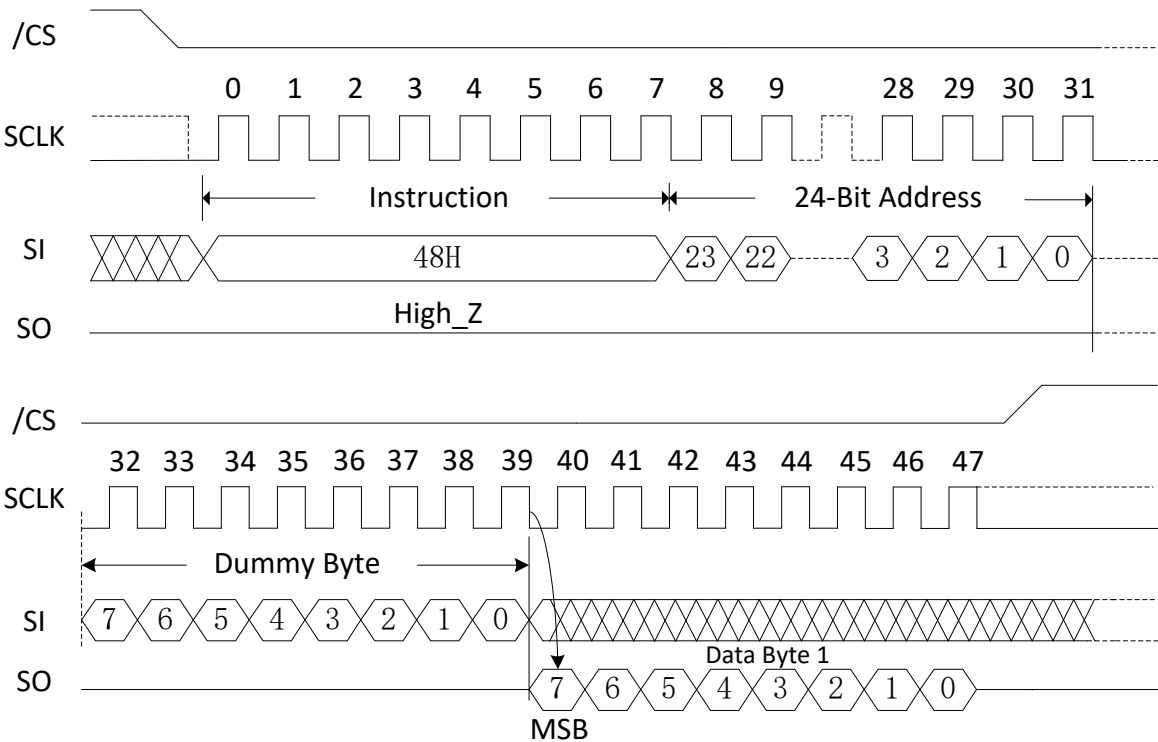 /CS
0 1 2 3 4 5 6 7 8 9 28 29 30 31
SCLK
Instruction 24-Bit Address
SI 48H 23 22 3 2 1 0
High_Z
SO
/CS
32 33 34 35 36 37 38 39 40 41 42 43 44 45 46 47
SCLK
Dummy Byte
SI 7 6 5 4 3 2 1 0
Data Byte 1
SO 7 6 5 4 3 2 1 0
MSB